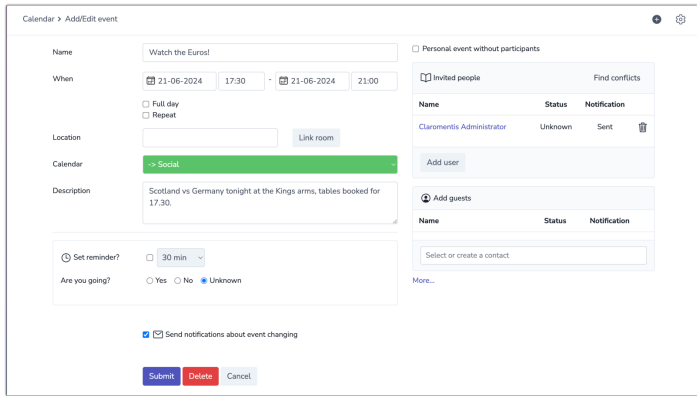 Calendar > Add/Edit event
Name
Watch the Euros!
When
21-06-2024 17:30 - 21-06-2024 21:00
Full day
Repeat
Location
Link room
Calendar
-> Social
Description
Scotland vs Germany tonight at the Kings arms, tables booked for
17.30.
Set reminder?
30 min
Are you going?
Yes No Unknown
Send notifications about event changing
Submit Delete Cancel
Personal event without participants
Invited people Find conflicts
Name Status Notification
Claromentis Administrator Unknown Sent
Add user
Add guests
Name Status Notification
Select or create a contact
More...